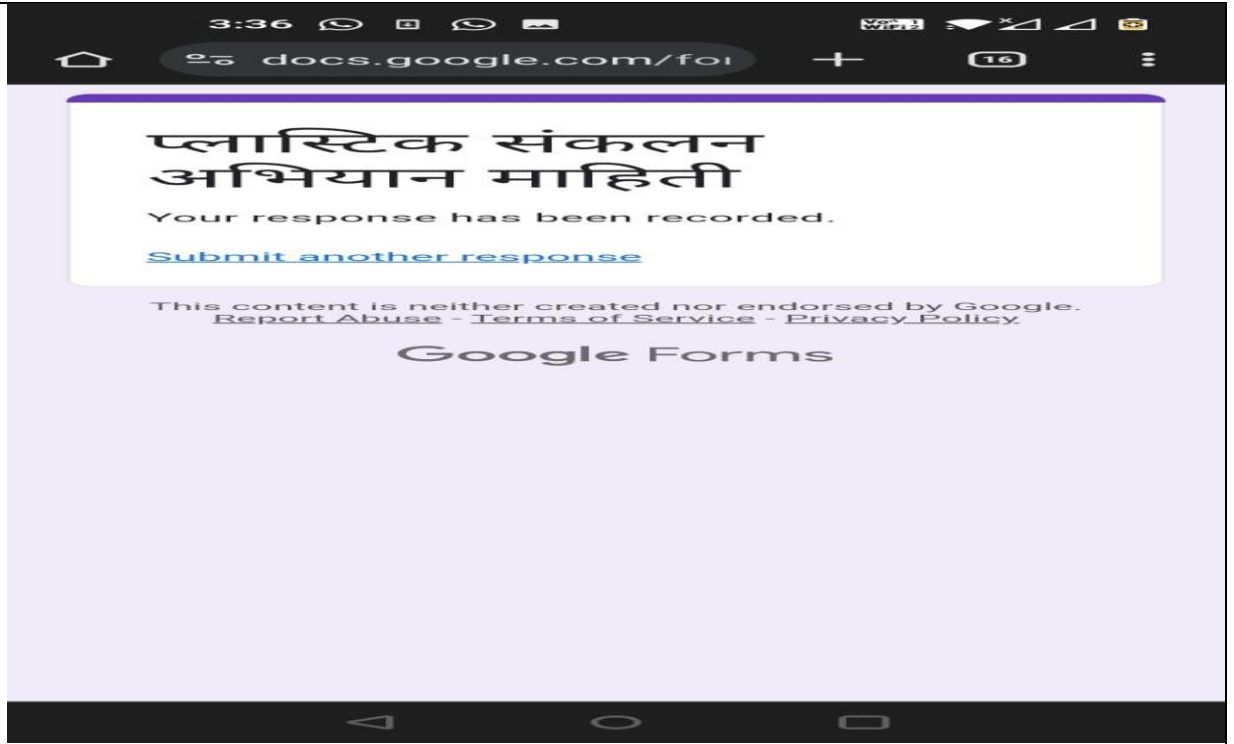 3:36
docs.google.com/for
16
प्लास्टिक संकलन
अभियान माहिती
Your response has been recorded.
Submit another response
This content is neither created nor endorsed by Google.
Report Abuse - Terms of Service - Privacy Policy
Google Forms